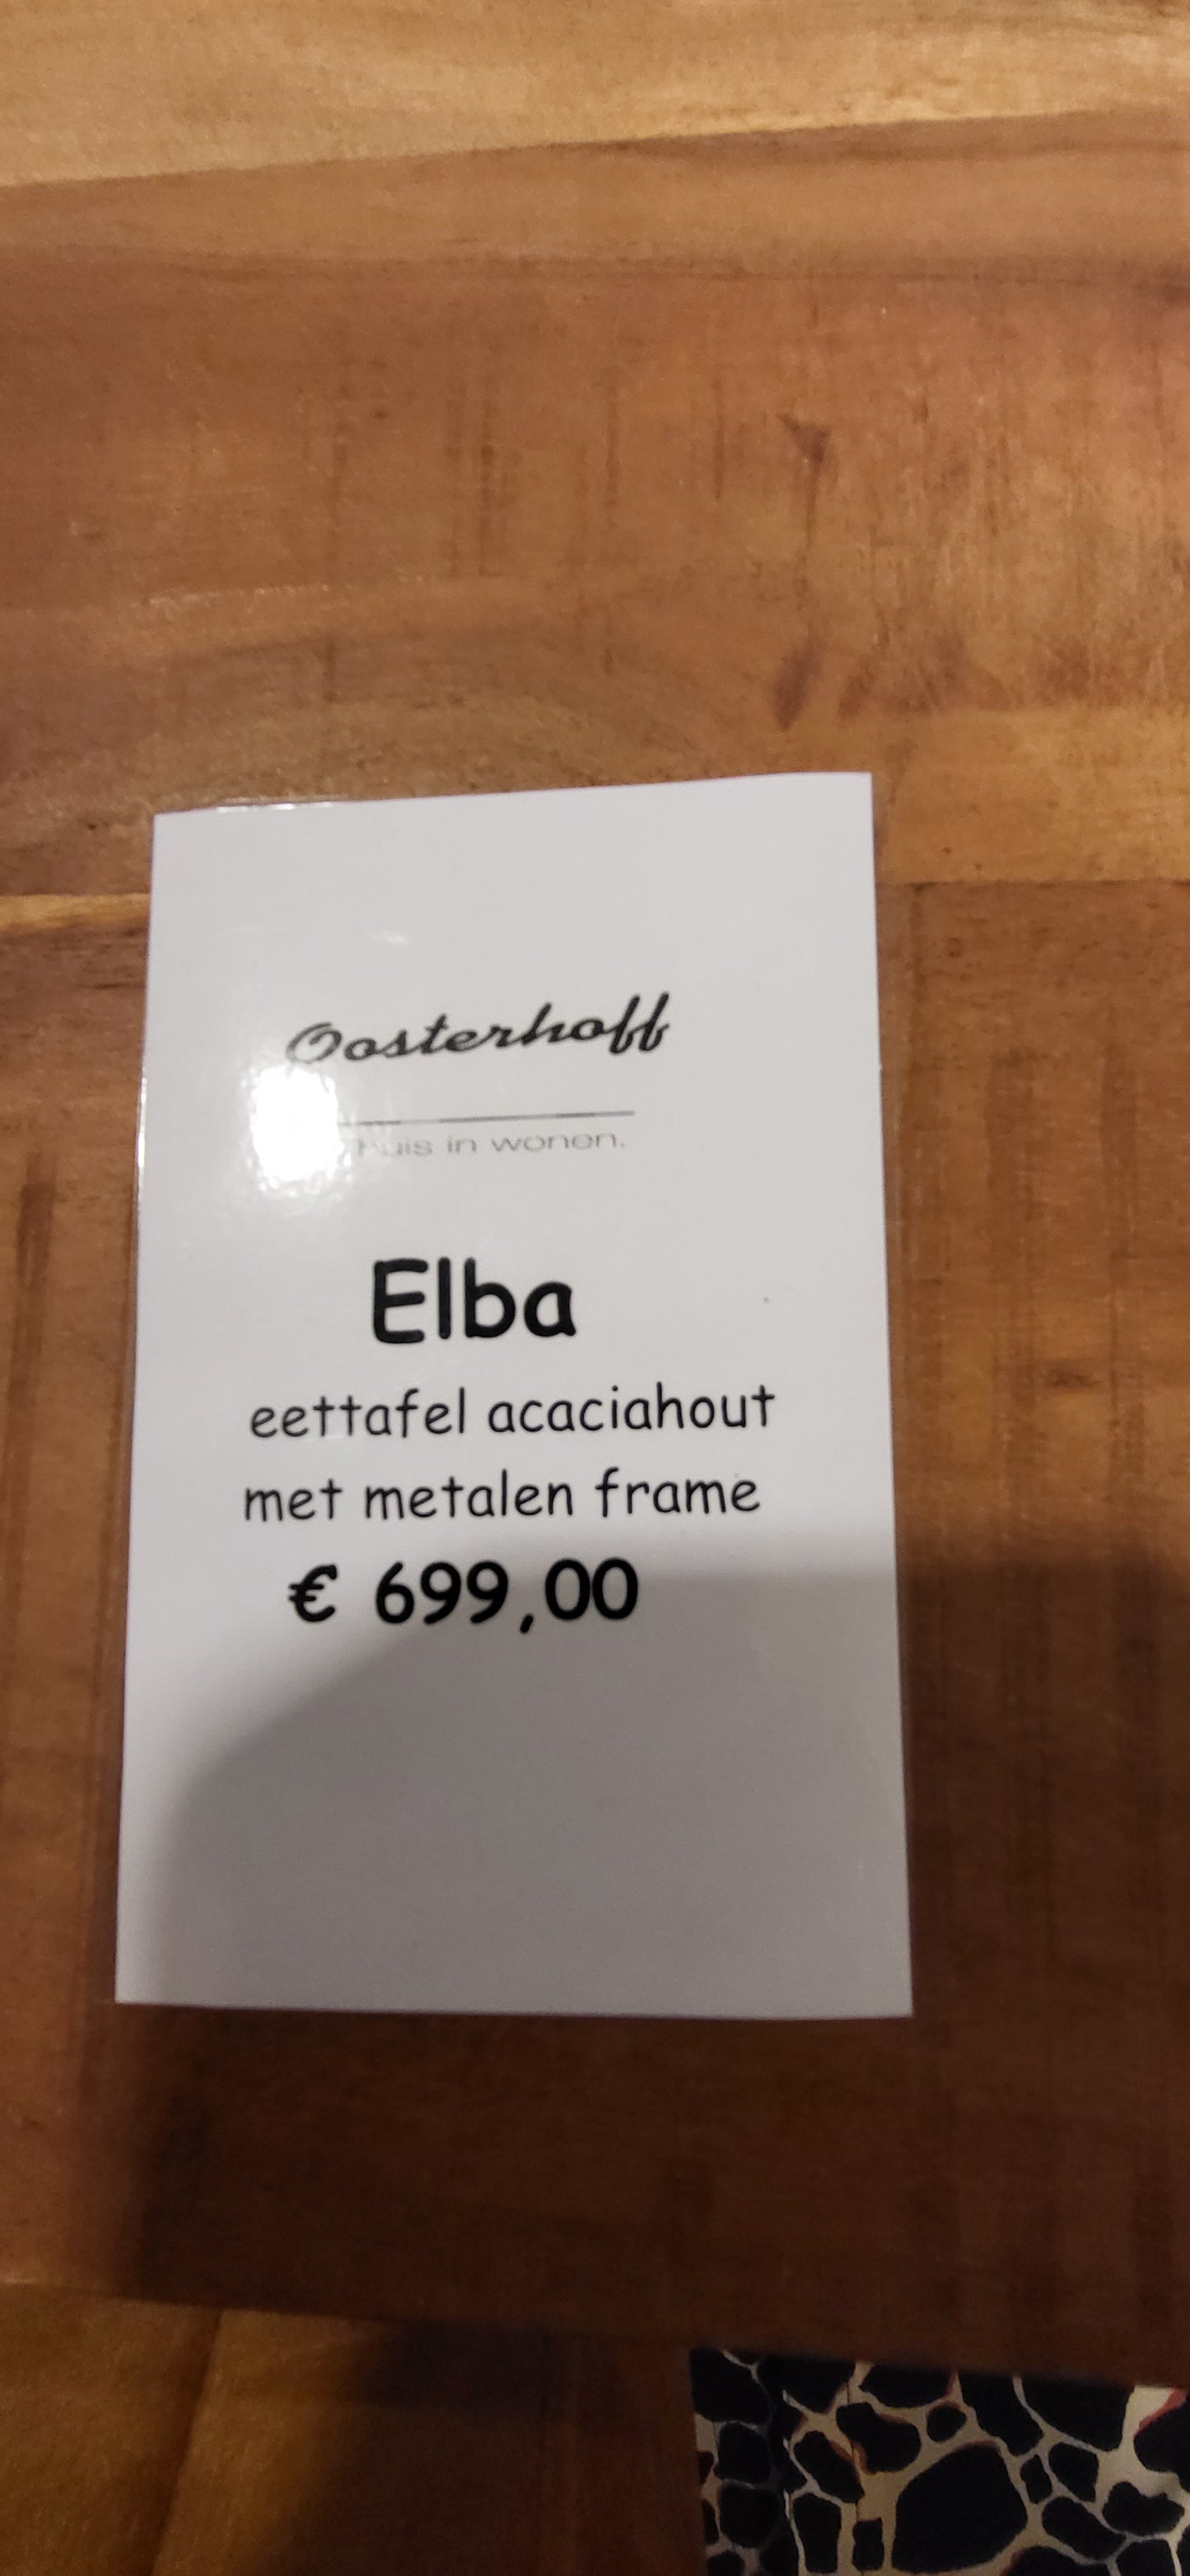 Oosterhoff
huis in wonen.
Elba
eettafel acaciahout
met metalen frame
€ 699,00